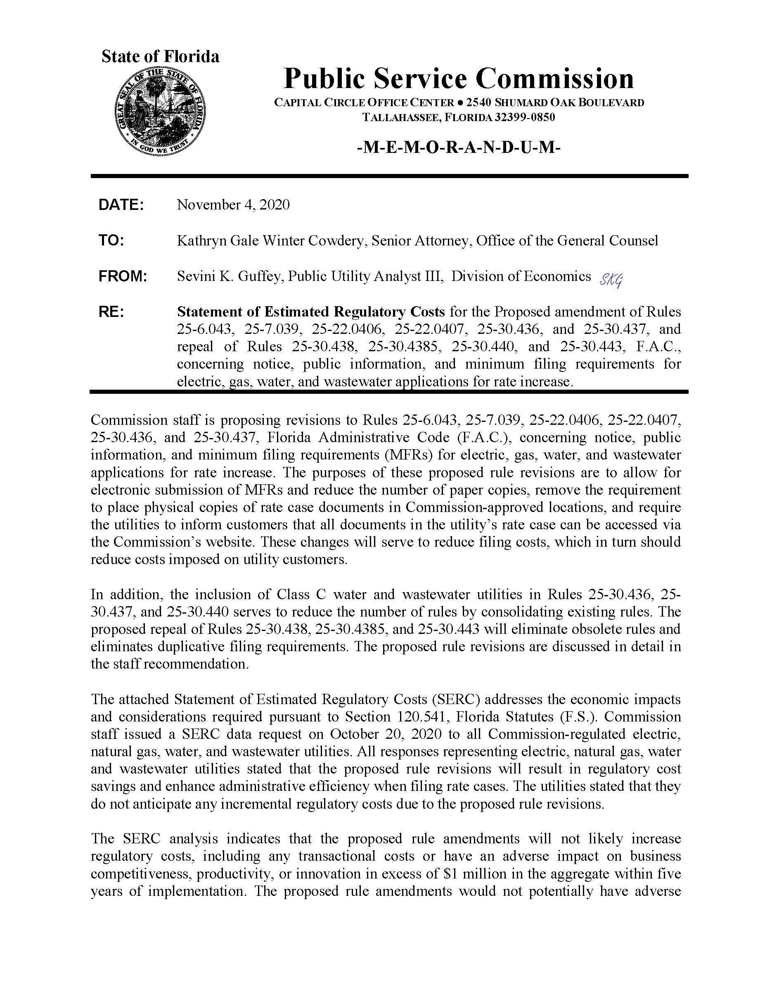 State of Florida
GREAT SEAL OF THE STATE OF FLORIDA
IN GOD WE TRUST
Public Service Commission
CAPITAL CIRCLE OFFICE CENTER ● 2540 SHUMARD OAK BOULEVARD
TALLAHASSEE, FLORIDA 32399-0850
-M-E-M-O-R-A-N-D-U-M-
DATE: November 4, 2020
TO: Kathryn Gale Winter Cowdery, Senior Attorney, Office of the General Counsel
FROM: Sevini K. Guffey, Public Utility Analyst III, Division of Economics SKG
RE: Statement of Estimated Regulatory Costs for the Proposed amendment of Rules
25-6.043, 25-7.039, 25-22.0406, 25-22.0407, 25-30.436, and 25-30.437, and
repeal of Rules 25-30.438, 25-30.4385, 25-30.440, and 25-30.443, F.A.C.,
concerning notice, public information, and minimum filing requirements for
electric, gas, water, and wastewater applications for rate increase.
Commission staff is proposing revisions to Rules 25-6.043, 25-7.039, 25-22.0406, 25-22.0407,
25-30.436, and 25-30.437, Florida Administrative Code (F.A.C.), concerning notice, public
information, and minimum filing requirements (MFRs) for electric, gas, water, and wastewater
applications for rate increase. The purposes of these proposed rule revisions are to allow for
electronic submission of MFRs and reduce the number of paper copies, remove the requirement
to place physical copies of rate case documents in Commission-approved locations, and require
the utilities to inform customers that all documents in the utility's rate case can be accessed via
the Commission's website. These changes will serve to reduce filing costs, which in turn should
reduce costs imposed on utility customers.
In addition, the inclusion of Class C water and wastewater utilities in Rules 25-30.436, 25-
30.437, and 25-30.440 serves to reduce the number of rules by consolidating existing rules. The
proposed repeal of Rules 25-30.438, 25-30.4385, and 25-30.443 will eliminate obsolete rules and
eliminates duplicative filing requirements. The proposed rule revisions are discussed in detail in
the staff recommendation.
The attached Statement of Estimated Regulatory Costs (SERC) addresses the economic impacts
and considerations required pursuant to Section 120.541, Florida Statutes (F.S.). Commission
staff issued a SERC data request on October 20, 2020 to all Commission-regulated electric,
natural gas, water, and wastewater utilities. All responses representing electric, natural gas, water
and wastewater utilities stated that the proposed rule revisions will result in regulatory cost
savings and enhance administrative efficiency when filing rate cases. The utilities stated that they
do not anticipate any incremental regulatory costs due to the proposed rule revisions.
The SERC analysis indicates that the proposed rule amendments will not likely increase
regulatory costs, including any transactional costs or have an adverse impact on business
competitiveness, productivity, or innovation in excess of $1 million in the aggregate within five
years of implementation. The proposed rule amendments would not potentially have adverse